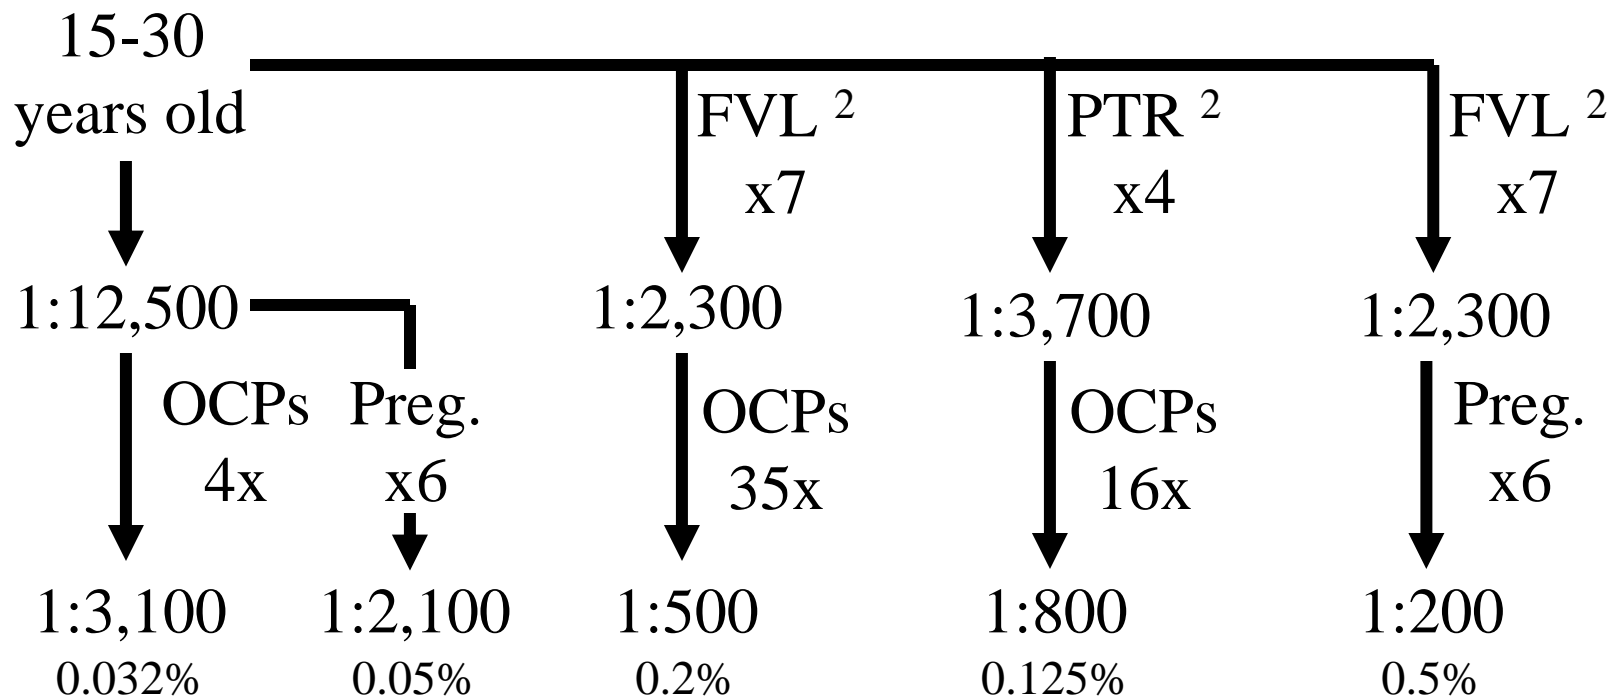 15-30
years old
FVL 2
x7
PTR 2
x4
FVL 2
x7
1:12,500
1:2,300
1:3,700
1:2,300
OCPs
4x
Preg.
x6
OCPs
35x
OCPs
16x
Preg.
x6
1:3,100
0.032%
1:2,100
0.05%
1:500
0.2%
1:800
0.125%
1:200
0.5%